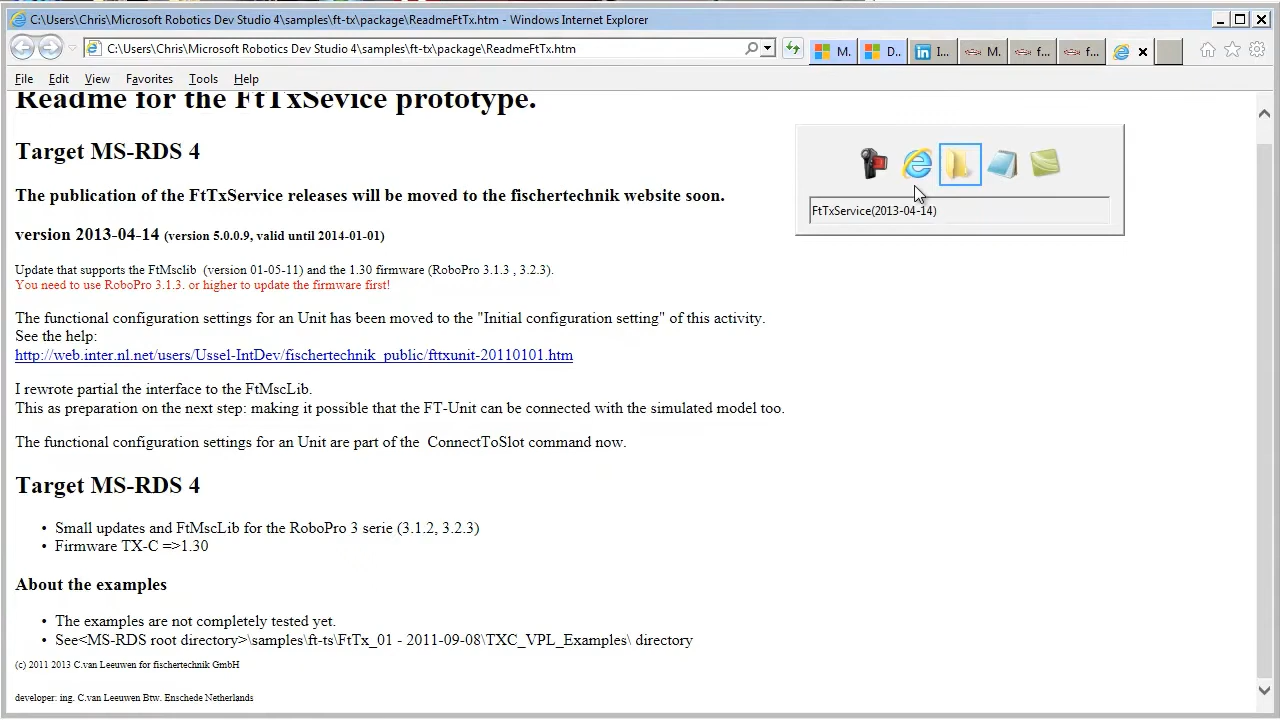 C:\Users\Chris\Microsoft Robotics Dev Studio 4\samples\ft-tx\package\ReadmeFtTx.htm - Windows Internet Explorer
C:\Users\Chris\Microsoft Robotics Dev Studio 4\samples\ft-tx\package\ReadmeFtTx.htm
M.
D..
I...
M.
f...
f...
File Edit View Favorites Tools Help
Readme for the FtTxSevice prototype.
Target MS-RDS 4
The publication of the FtTxService releases will be moved to the fischertechnik website soon.
version 2013-04-14 (version 5.0.0.9, valid until 2014-01-01)
Update that supports the FtMsclib (version 01-05-11) and the 1.30 firmware (RoboPro 3.1.3 , 3.2.3).
You need to use RoboPro 3.1.3. or higher to update the firmware first!
The functional configuration settings for an Unit has been moved to the "Initial configuration setting" of this activity.
See the help:
http://web.inter.nl.net/users/Ussel-IntDev/fischertechnik_public/fttxunit-20110101.htm
I rewrote partial the interface to the FtMscLib.
This as preparation on the next step: making it possible that the FT-Unit can be connected with the simulated model too.
The functional configuration settings for an Unit are part of the ConnectToSlot command now.
Target MS-RDS 4
• Small updates and FtMscLib for the RoboPro 3 serie (3.1.2, 3.2.3)
• Firmware TX-C =>1.30
About the examples
• The examples are not completely tested yet.
• See<MS-RDS root directory>\samples\ft-ts\FtTx_01 - 2011-09-08\TXC_VPL_Examples\ directory
(c) 2011 2013 C.van Leeuwen for fischertechnik GmbH
developer: ing. C.van Leeuwen Btw. Enschede Netherlands
FtTxService(2013-04-14)